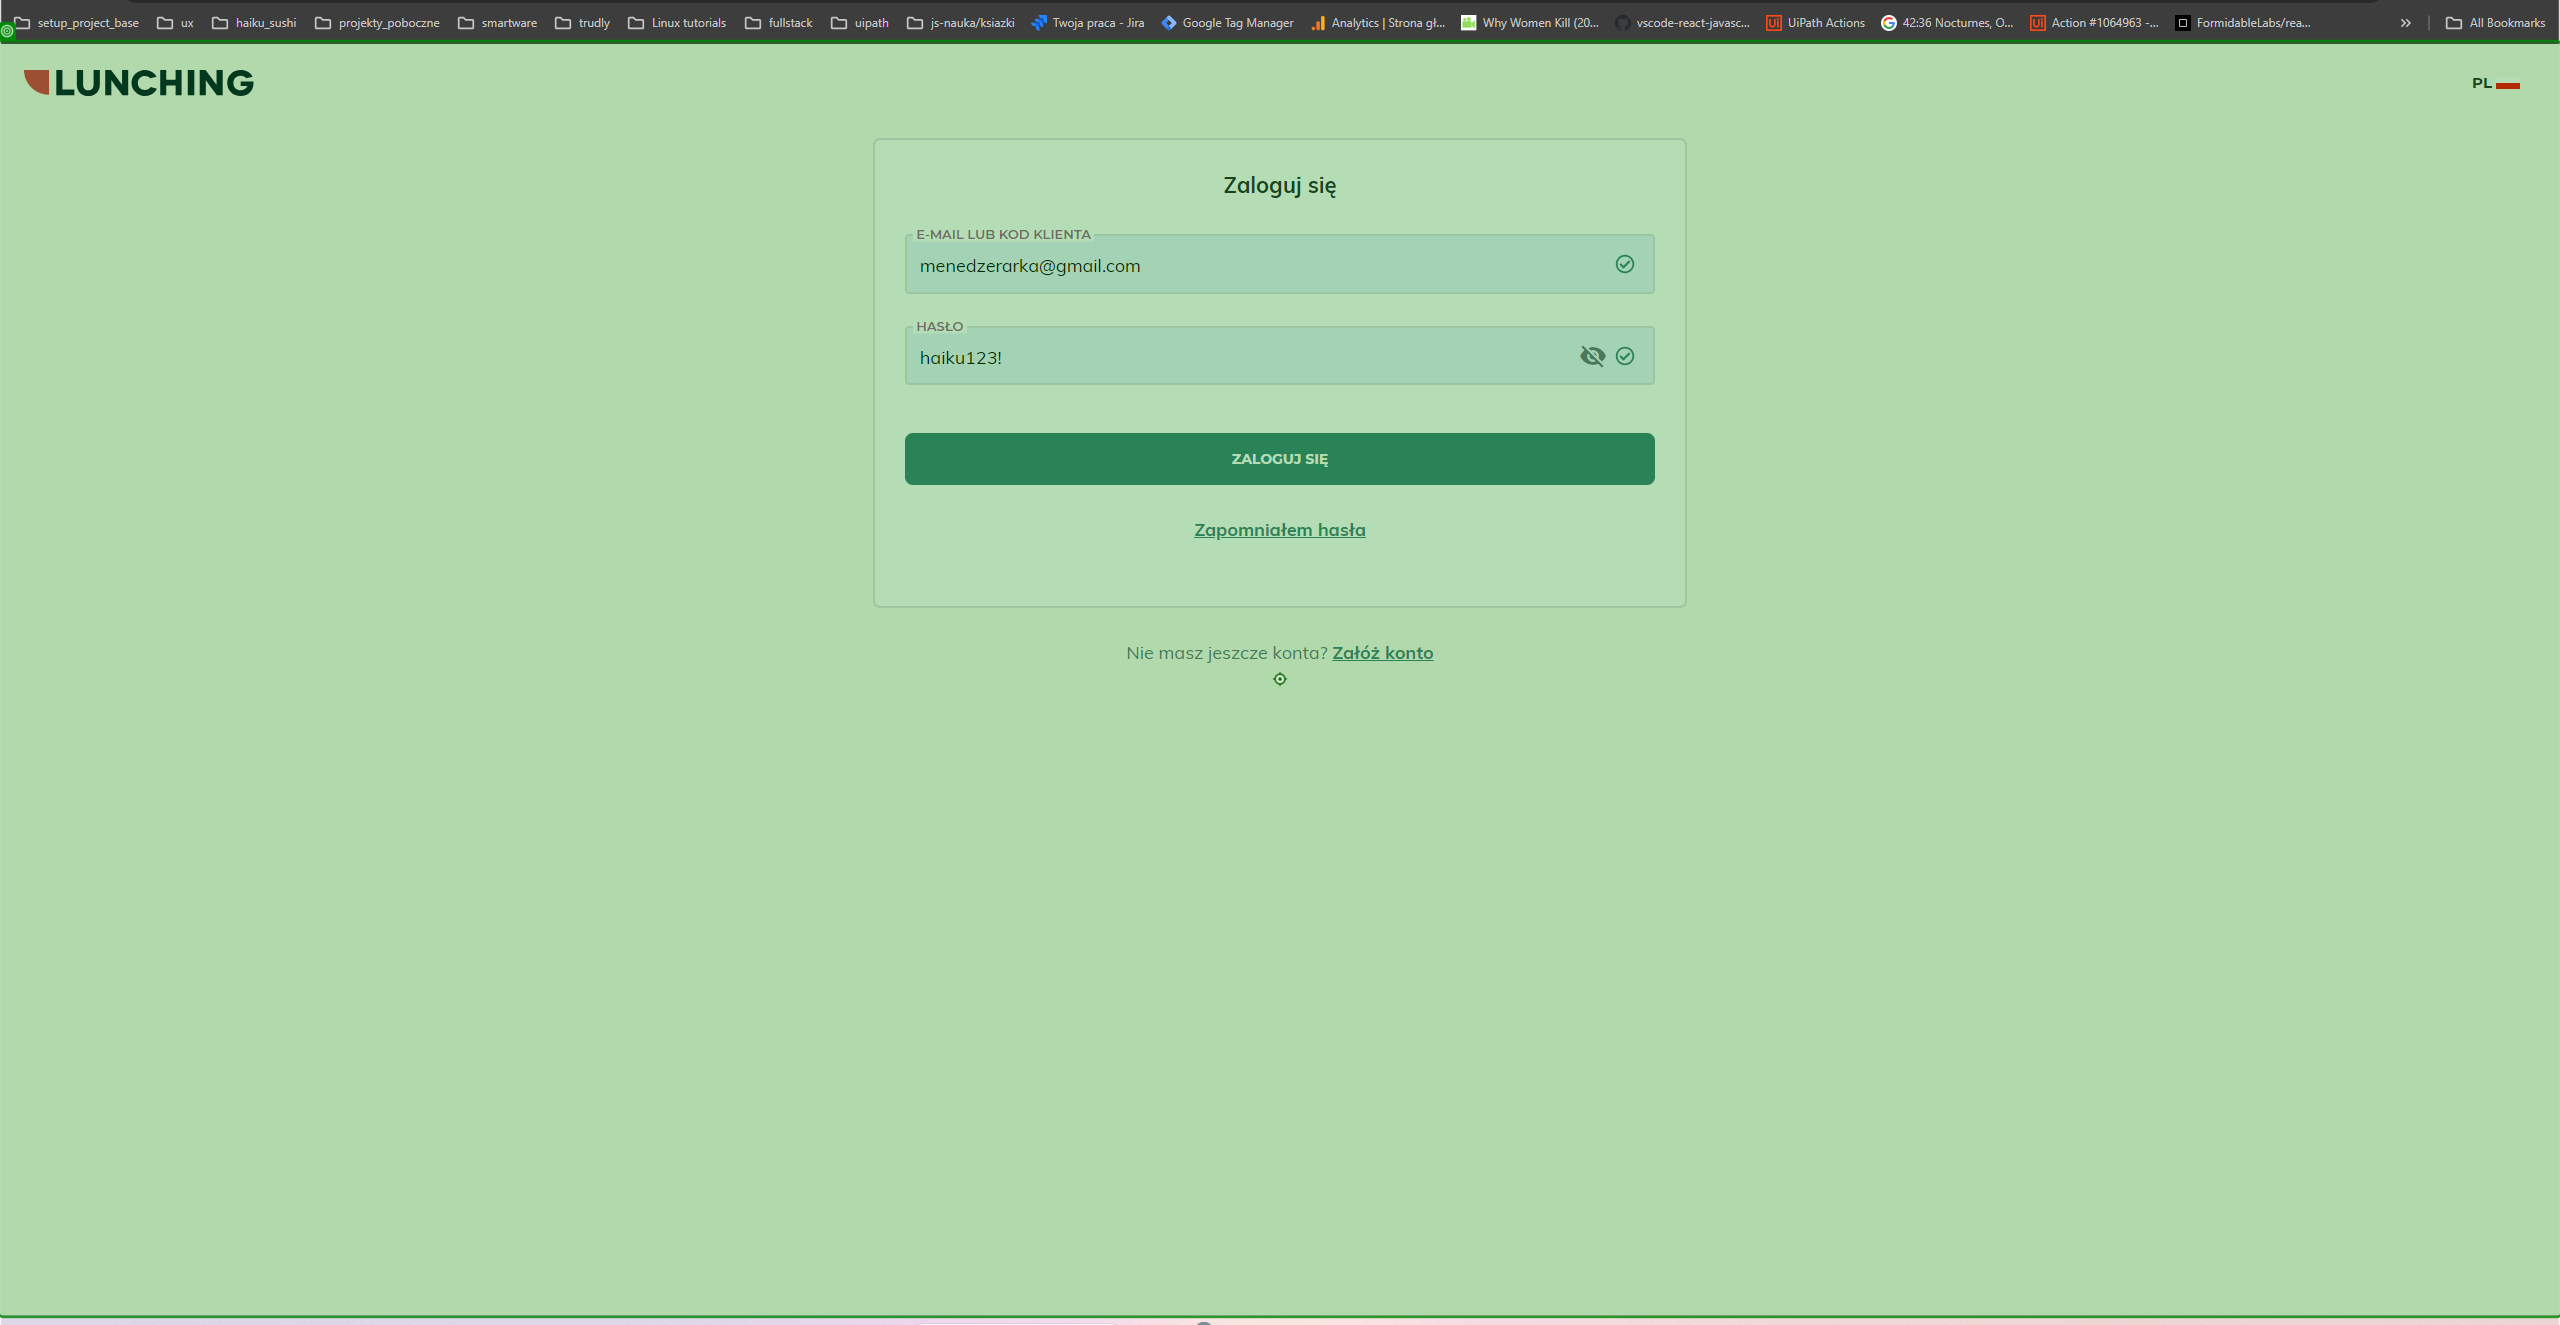 setup_project_base ux haiku_sushi projekty_poboczne smartware trudly Linux tutorials fullstack uipath js-nauka/ksiazki Twoja praca - Jira Google Tag Manager Analytics | Strona gł... Why Women Kill (20... vscode-react-javasc... UiPath Actions 42:36 Nocturnes, O... Action #1064963 -... FormidableLabs/rea... » All Bookmarks
LUNCHING PL
Zaloguj się
E-MAIL LUB KOD KLIENTA
menedzerarka@gmail.com
HASŁO
haiku123!
ZALOGUJ SIĘ
Zapomniałem hasła
Nie masz jeszcze konta? Załóż konto